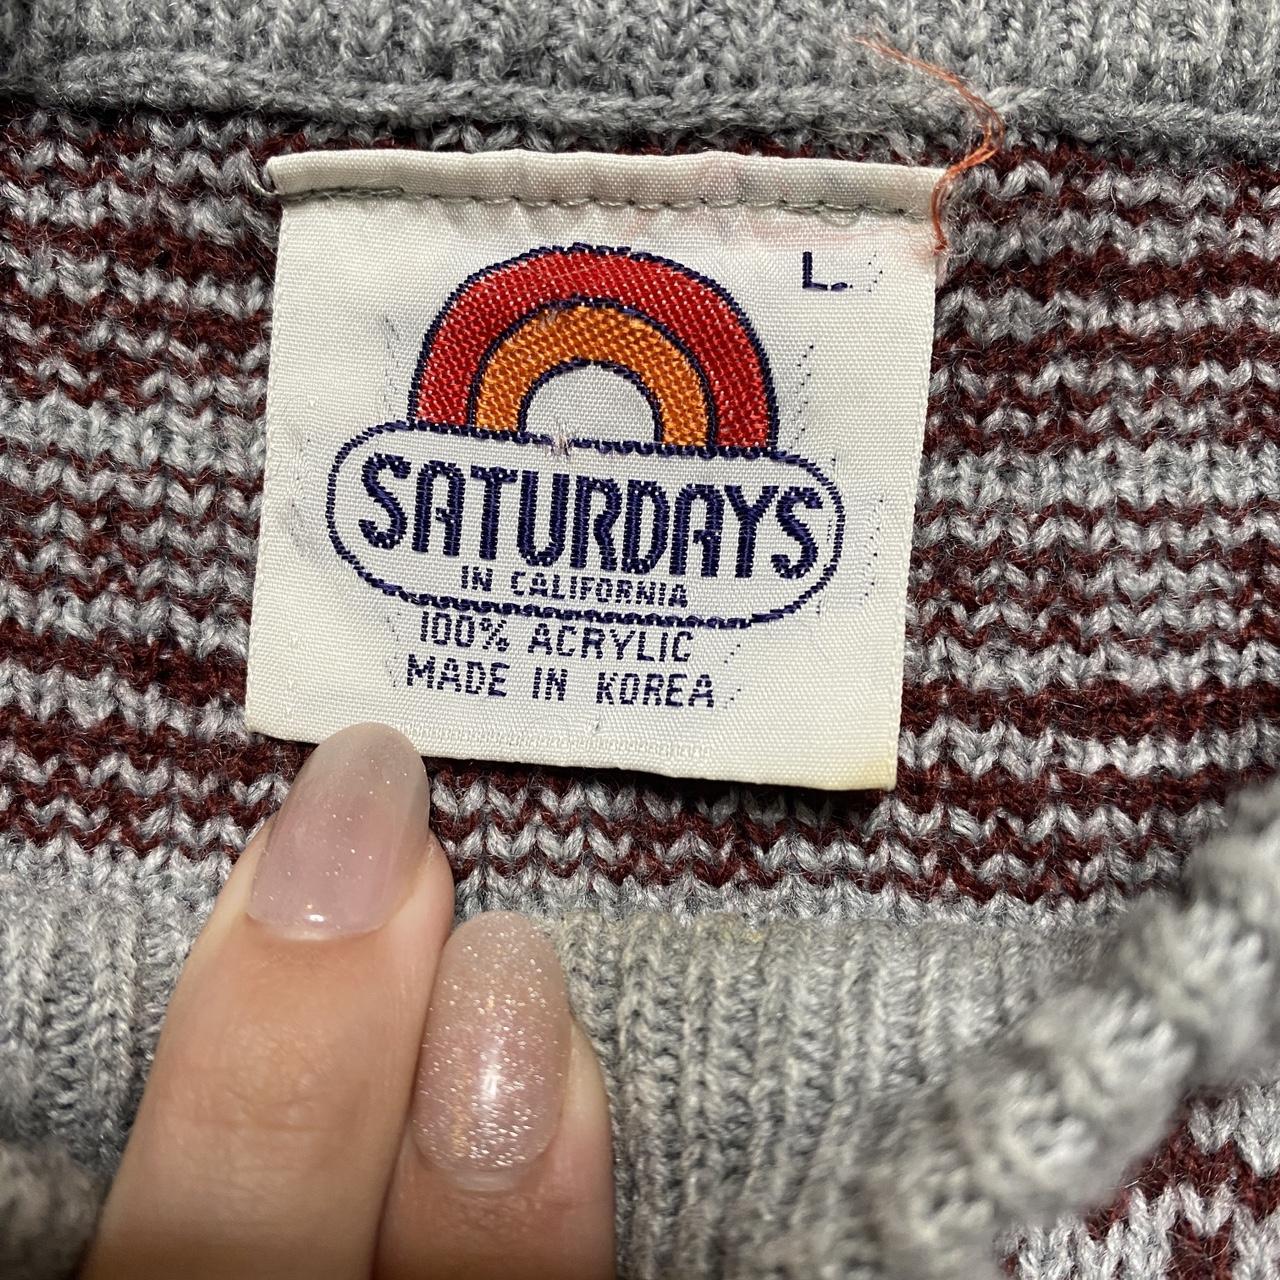 L.
SATURDAYS
IN CALIFORNIA
100% ACRYLIC
MADE IN KOREA